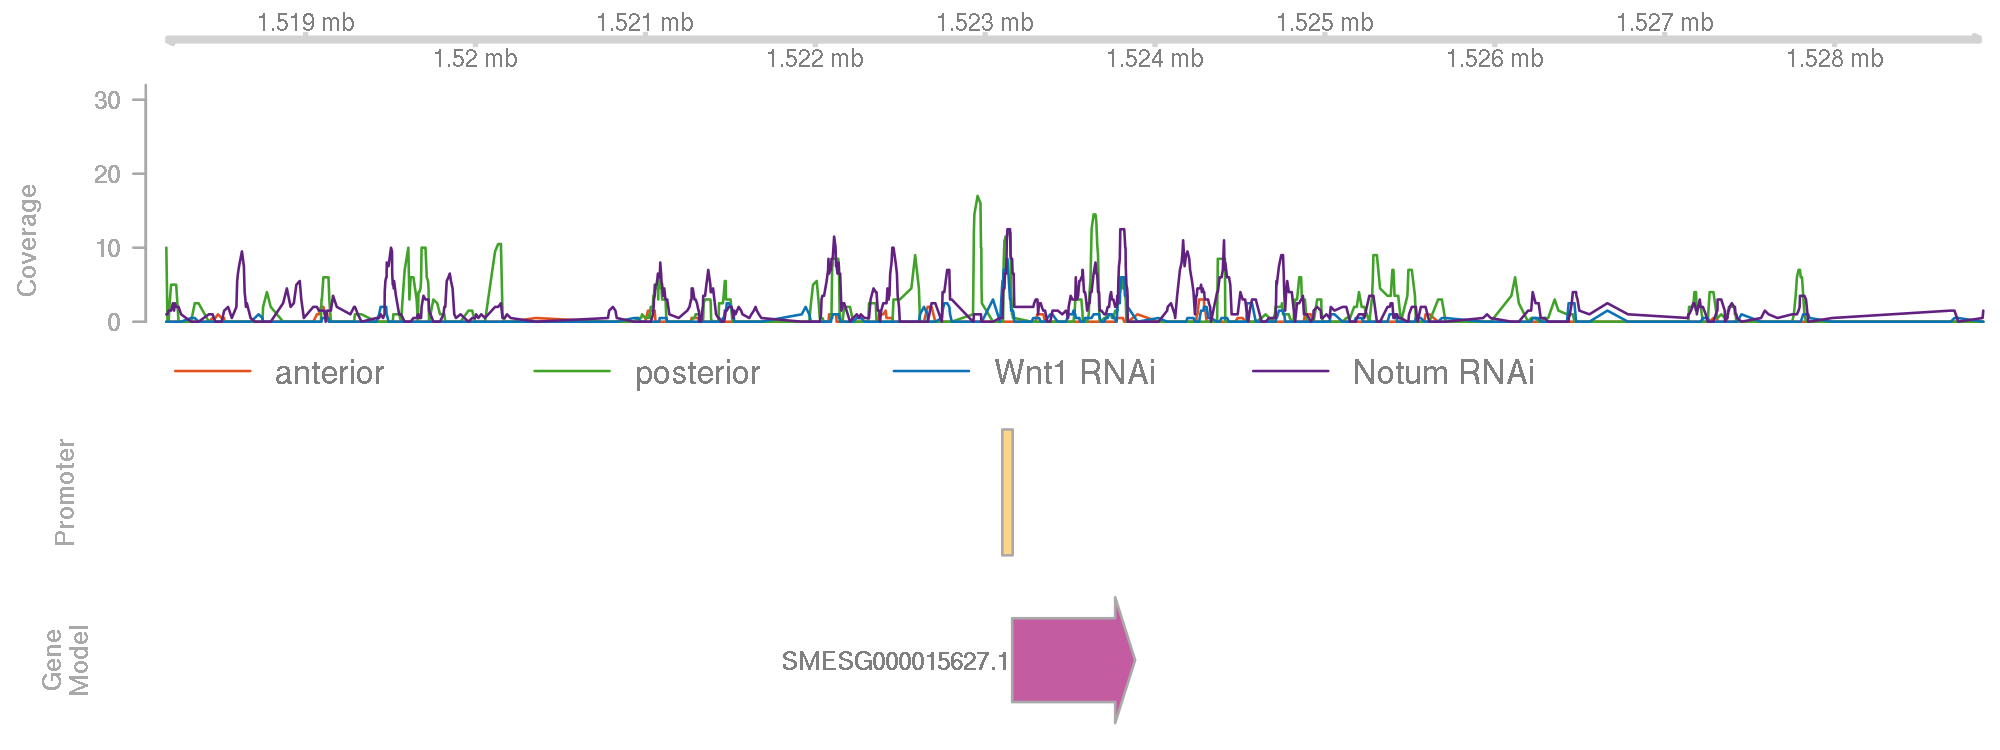 1.519 mb 1.521 mb 1.523 mb 1.525 mb 1.527 mb
1.52 mb 1.522 mb 1.524 mb 1.526 mb 1.528 mb
30
20
10
0
Coverage
anterior posterior Wnt1 RNAi Notum RNAi
Promoter
Gene
Model
SMESG000015627.1